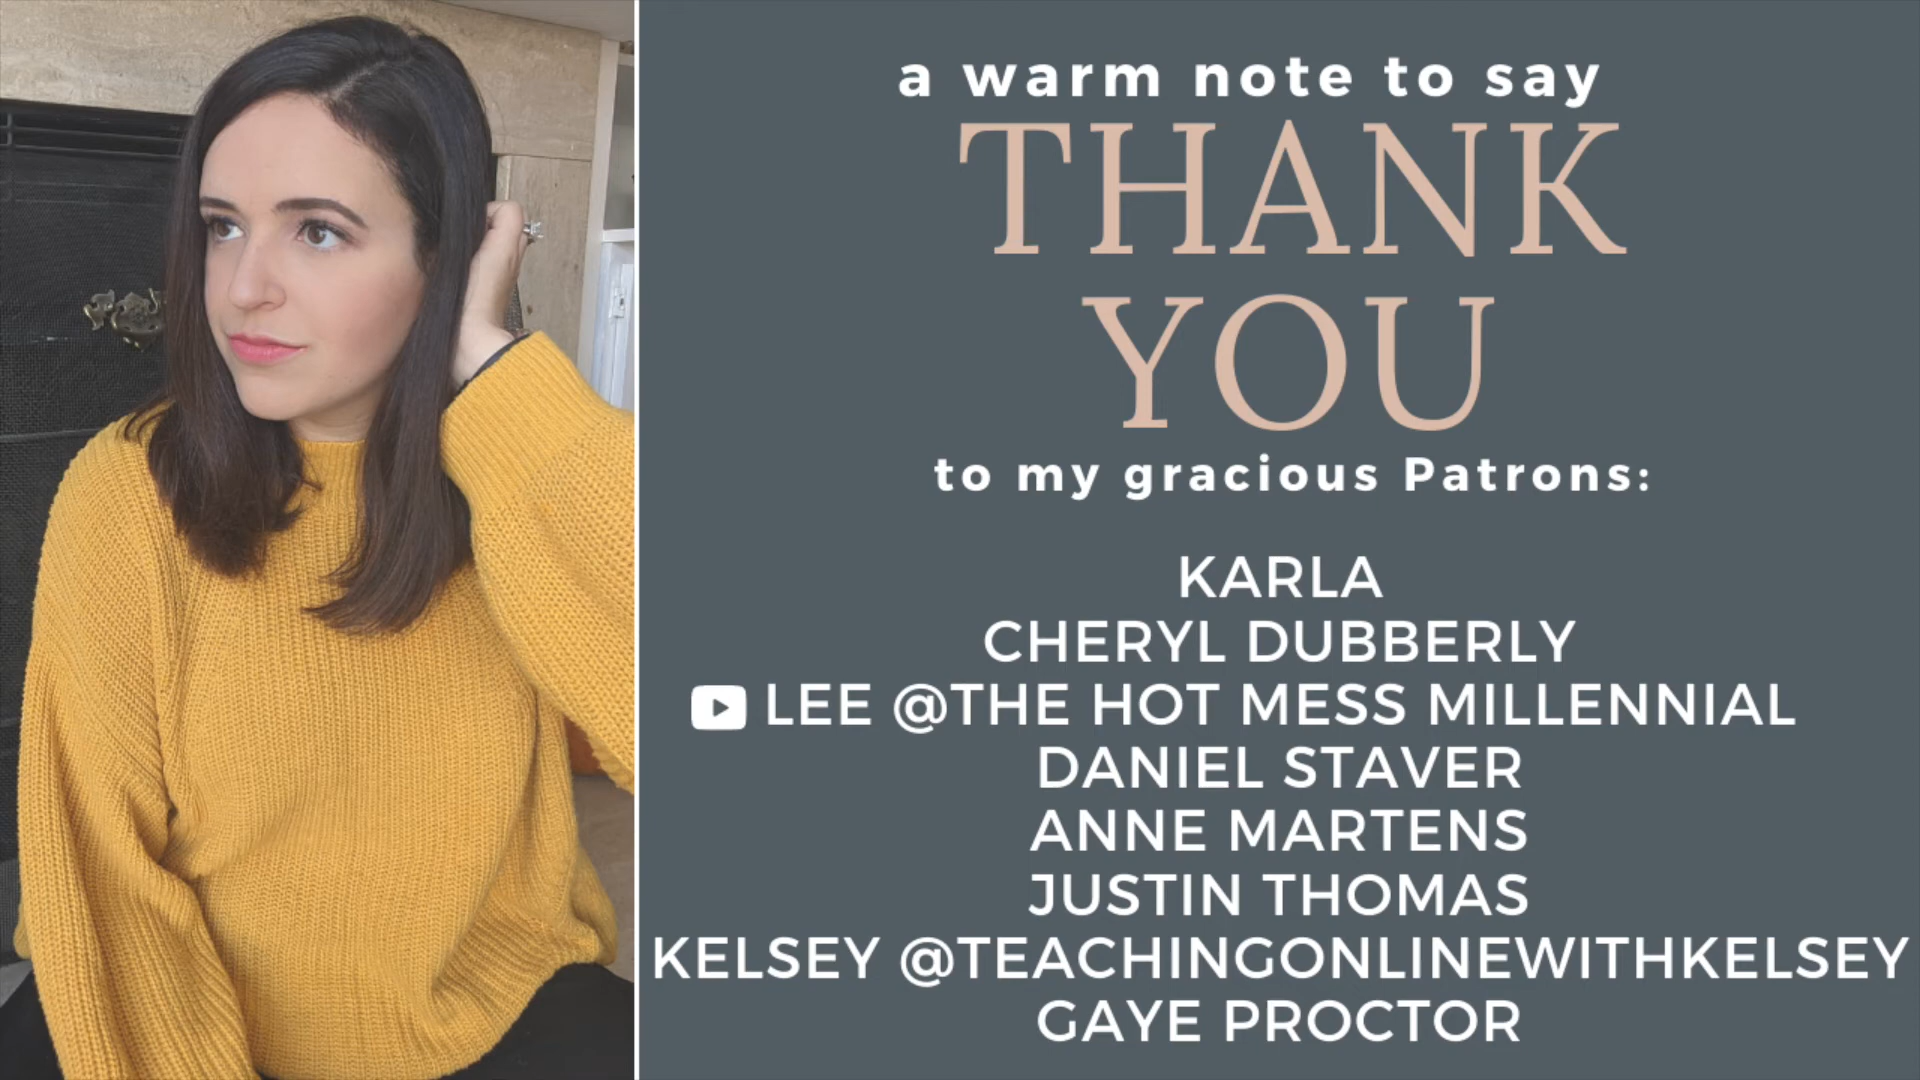 a warm note to say
THANK
YOU
to my gracious Patrons:
KARLA
CHERYL DUBBERLY
LEE @THE HOT MESS MILLENNIAL
DANIEL STAVER
ANNE MARTENS
JUSTIN THOMAS
KELSEY @TEACHINGONLINEWITHKELSEY
GAYE PROCTOR